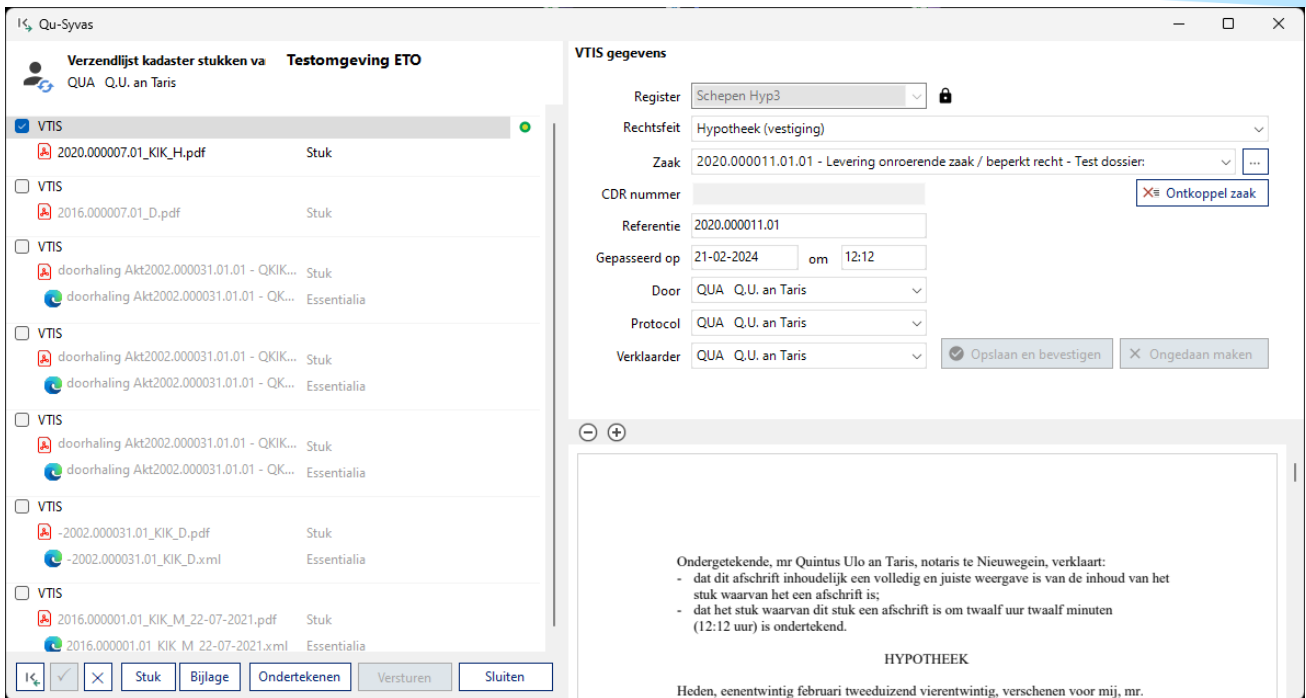 Qu-Syvas
Verzendlijst kadaster stukken va Testomgeving ETO
QUA Q.U. an Taris
VTIS
2020.000007.01_KIK_H.pdf Stuk
VTIS
2016.000007.01_D.pdf Stuk
VTIS
doorhaling Akt2002.000031.01.01 - QKIK... Stuk
doorhaling Akt2002.000031.01.01 - QK... Essentialia
VTIS
doorhaling Akt2002.000031.01.01 - QKIK... Stuk
doorhaling Akt2002.000031.01.01 - QK... Essentialia
VTIS
doorhaling Akt2002.000031.01.01 - QKIK... Stuk
doorhaling Akt2002.000031.01.01 - QK... Essentialia
VTIS
-2002.000031.01_KIK_D.pdf Stuk
-2002.000031.01_KIK_D.xml Essentialia
VTIS
2016.000001.01_KIK_M_22-07-2021.pdf Stuk
2016.000001.01_KIK_M_22-07-2021.xml Essentialia
Stuk Bijlage Ondertekenen Versturen Sluiten
VTIS gegevens
Register Schepen Hyp3
Rechtsfeit Hypotheek (vestiging)
Zaak 2020.000011.01.01 - Levering onroerende zaak / beperkt recht - Test dossier: ...
CDR nummer Ontkoppel zaak
Referentie 2020.000011.01
Gepasseerd op 21-02-2024 om 12:12
Door QUA Q.U. an Taris
Protocol QUA Q.U. an Taris
Verklaarder QUA Q.U. an Taris Opslaan en bevestigen Ongedaan maken
Ondergetekende, mr Quintus Ulo an Taris, notaris te Nieuwegein, verklaart:
- dat dit afschrift inhoudelijk een volledig en juiste weergave is van de inhoud van het
stuk waarvan het een afschrift is;
- dat het stuk waarvan dit stuk een afschrift is om twaalf uur twaalf minuten
(12:12 uur) is ondertekend.
HYPOTHEEK
Heden, eenentwintig februari tweeduizend vierentwintig, verschenen voor mij, mr.